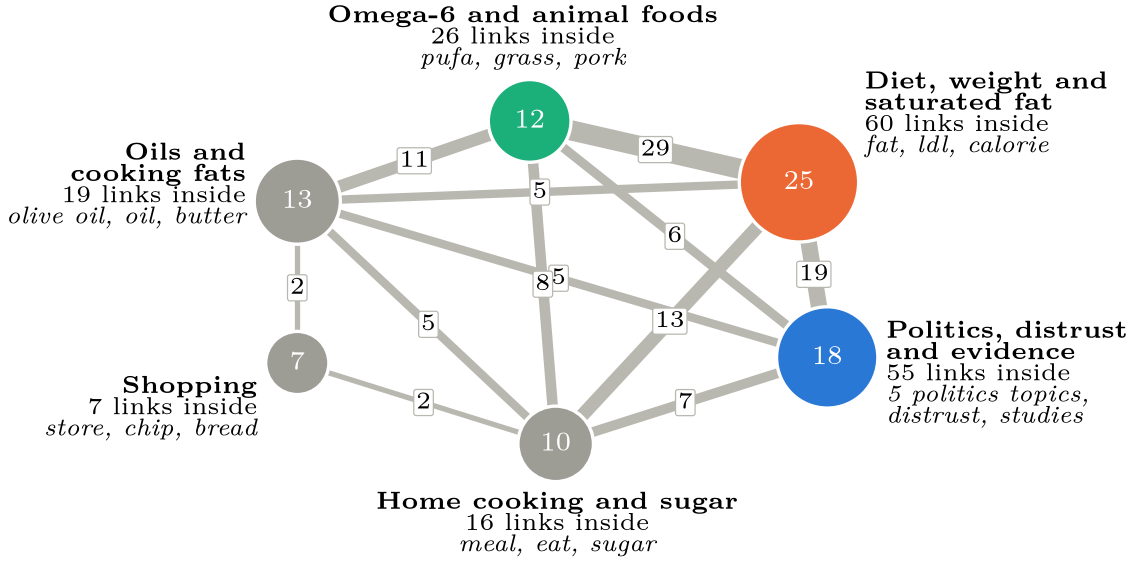 Omega-6 and animal foods
26 links inside
pufa, grass, pork
12
Diet, weight and
saturated fat
60 links inside
fat, ldl, calorie
25
Oils and
cooking fats
19 links inside
olive oil, oil, butter
13
11
29
5
6
2
8
5
19
5
13
Politics, distrust
and evidence
55 links inside
5 politics topics,
distrust, studies
18
7
Shopping
7 links inside
store, chip, bread
2
7
10
Home cooking and sugar
16 links inside
meal, eat, sugar